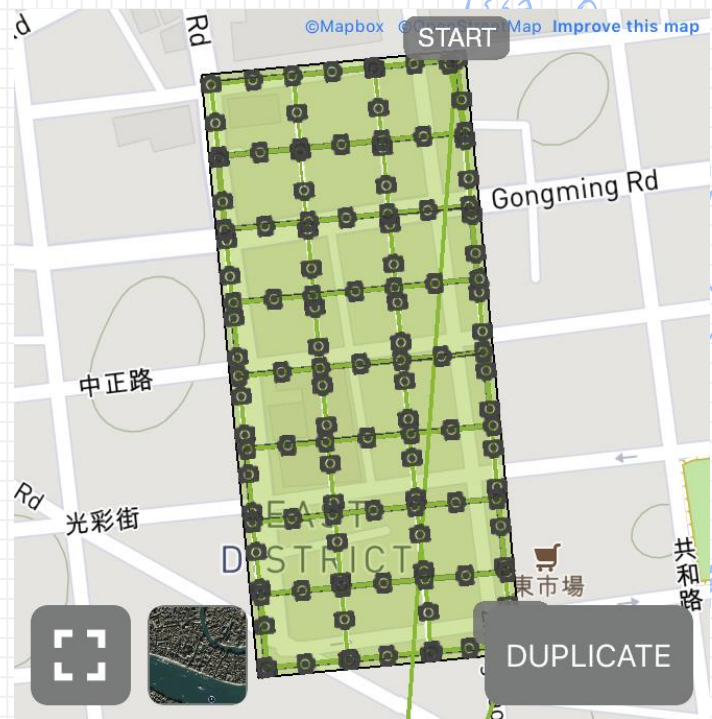 Rd
©Mapbox ©OpenStreetMap Improve this map
START
Gongming Rd
中正路
Rd
光彩街
EAST
DISTRICT
東市場
共和路
DUPLICATE